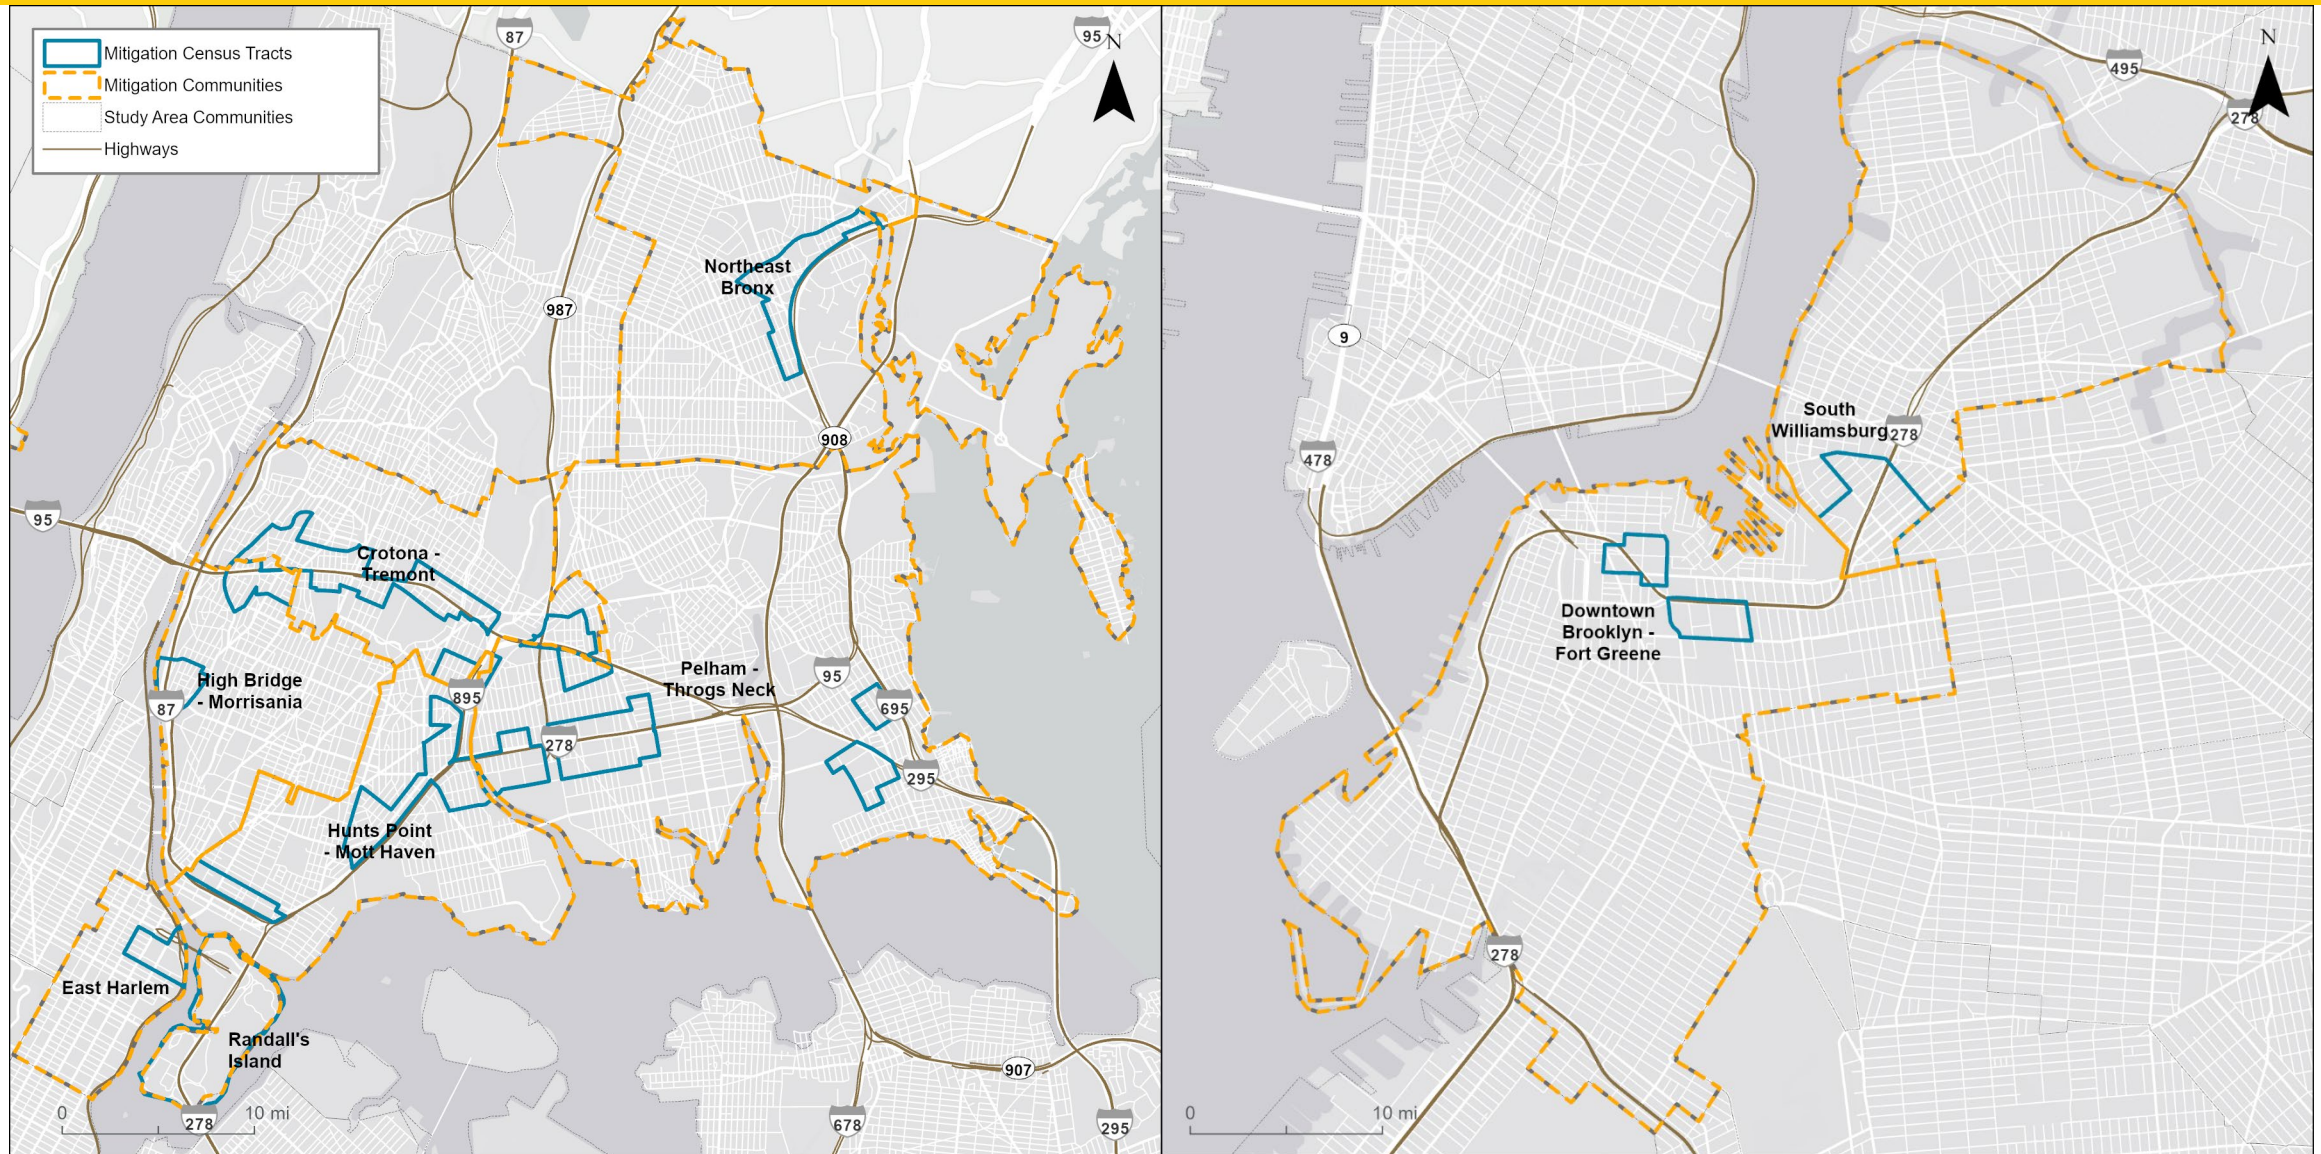 Mitigation Census Tracts
Mitigation Communities
Study Area Communities
Highways
87
95
N
987
Northeast
Bronx
908
95
Crotona -
Tremont
High Bridge
- Morrisania
87
895
Pelham -
Throgs Neck
95
695
278
295
Hunts Point
- Mott Haven
East Harlem
Randall's
Island
907
0
10 mi
278
678
295
N
495
278
9
478
South
Williamsburg
278
Downtown
Brooklyn -
Fort Greene
278
0
10 mi